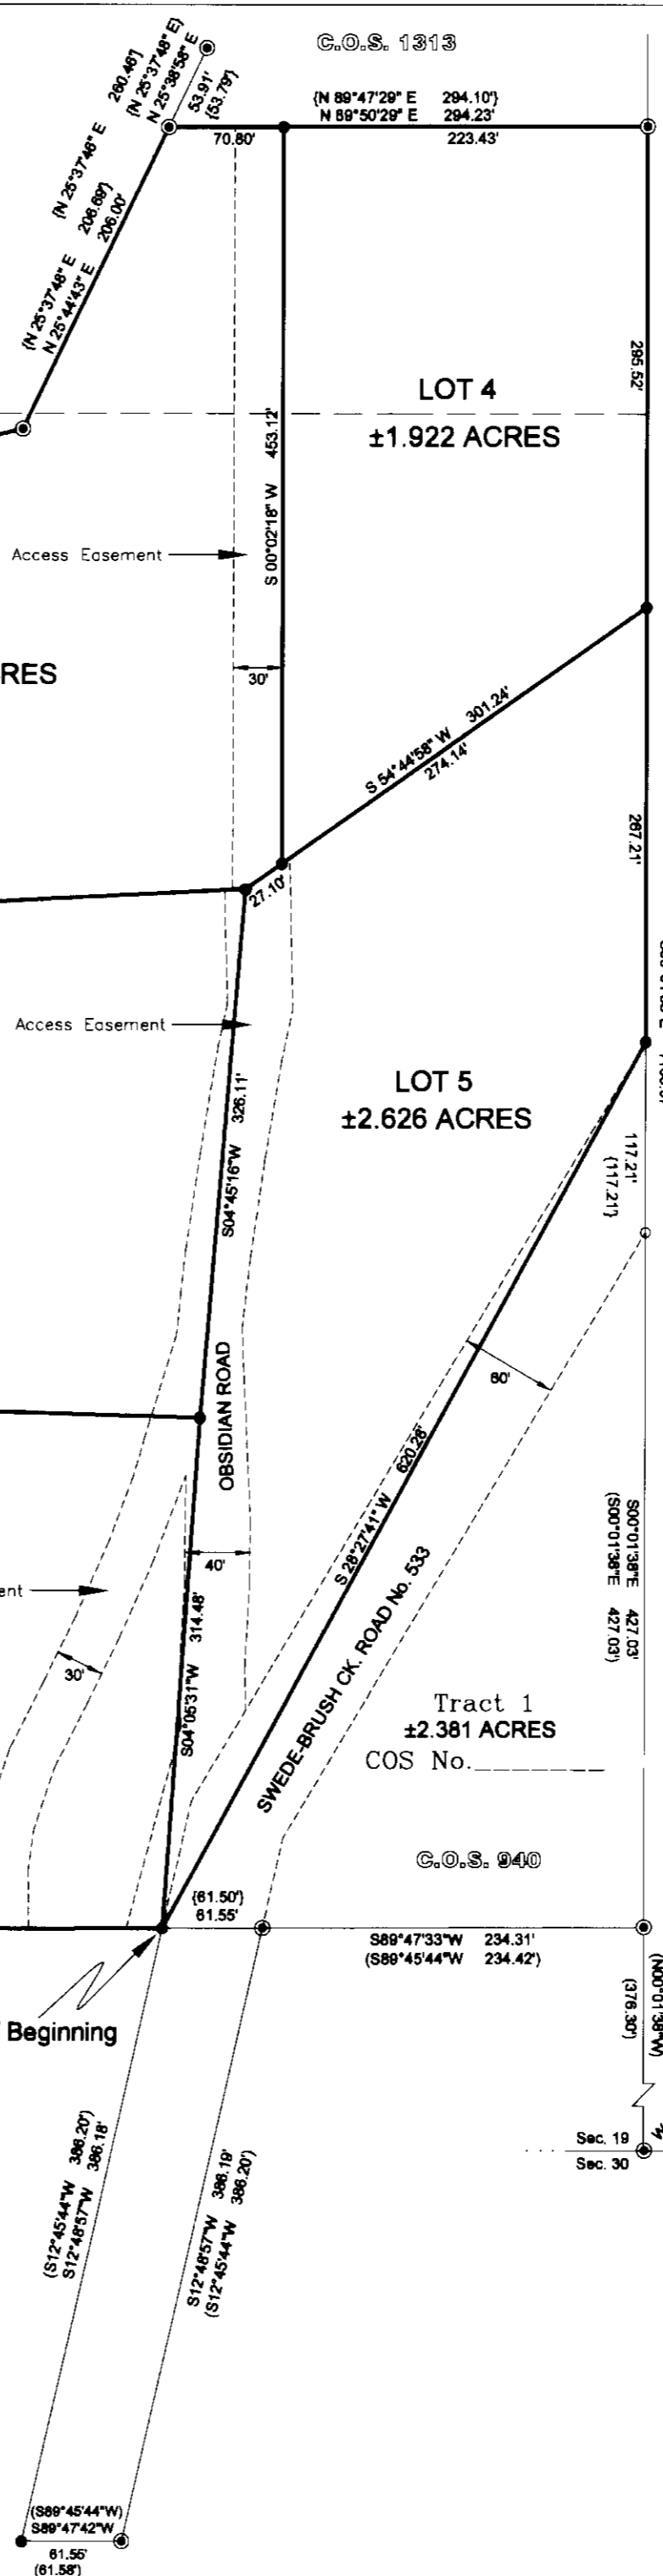 C.O.S. 1313
260.46'}
{N 25°37'48" E)
N 25°38'58" E
53.91'
{53.79'}
{N 25°37'48" E
206.69'}
206.00'
{N 25°37'48" E
N 25°44'43" E
{N 89°47'29" E 294.10'}
N 89°50'29" E 294.23'
70.80'
223.43'
295.52'
LOT 4
±1.922 ACRES
S 00°02'18" W 453.12'
Access Easement
30'
RES
S 54°44'58" W 301.24'
274.14'
27.10'
267.21'
Access Easement
LOT 5
±2.626 ACRES
S04°45'16"W 326.11'
117.21'
{117.21'}
OBSIDIAN ROAD
60'
S 28°27'41" W 620.26'
SWEDE-BRUSH CK. ROAD No. 533
40'
ent
30'
S04°05'31"W 314.48'
S00°01'38"E 427.03'
(S00°01'38"E 427.03')
Tract 1
±2.381 ACRES
COS No.________
C.O.S. 940
{61.50'}
61.55'
S89°47'33"W 234.31'
(S89°45'44"W 234.42')
(N00°01'38"W)
(376.30')
Beginning
Sec. 19
Sec. 30
(S12°45'44"W 386.20')
S12°48'57"W 386.18'
S12°48'57"W 386.19'
(S12°45'44"W 386.20')
(S89°45'44"W)
S89°47'42"W
61.55'
(61.58')